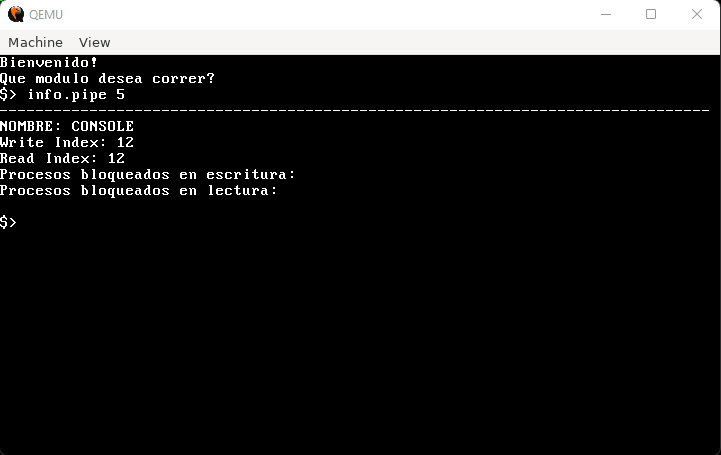 QEMU
Machine View
Bienvenido!
Que modulo desea correr?
$> info.pipe 5
---------------------------------------------------------------------------------
NOMBRE: CONSOLE
Write Index: 12
Read Index: 12
Procesos bloqueados en escritura:
Procesos bloqueados en lectura:
$>